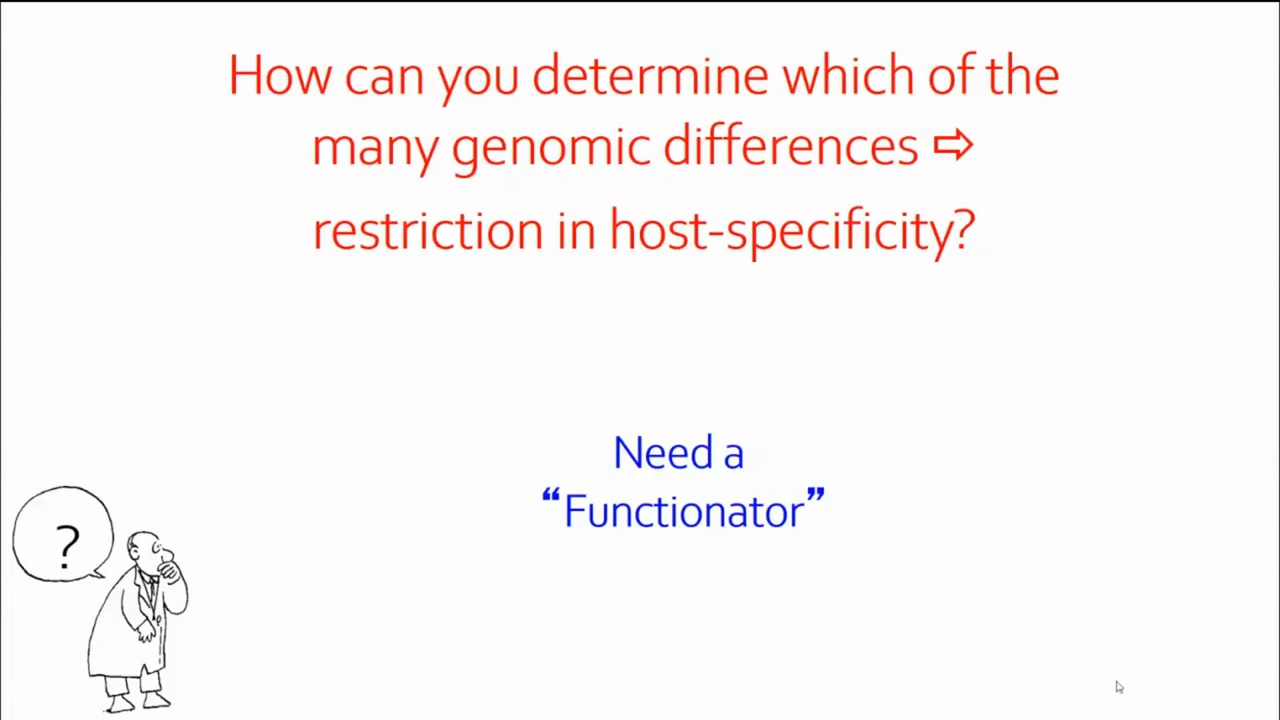 How can you determine which of the
many genomic differences ⇨
restriction in host-specificity?
Need a
“Functionator”
?